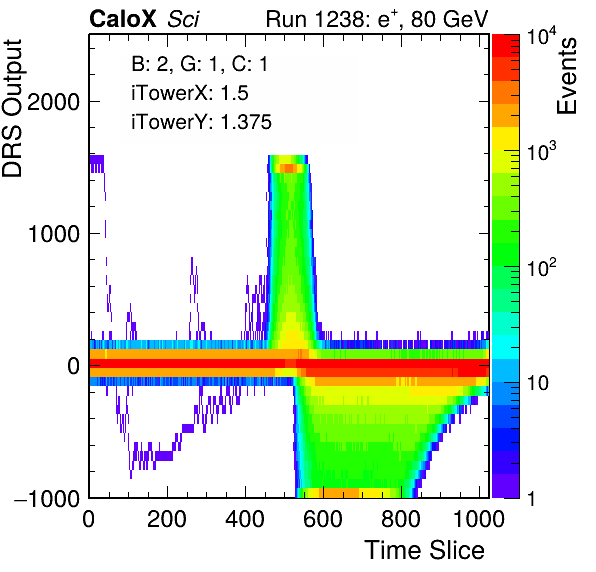 CaloX Sci Run 1238: e⁺, 80 GeV
B: 2, G: 1, C: 1
iTowerX: 1.5
iTowerY: 1.375
DRS Output
2000
1000
0
−1000
0 200 400 600 800 1000
Time Slice
Events
10⁴
10³
10²
10
1